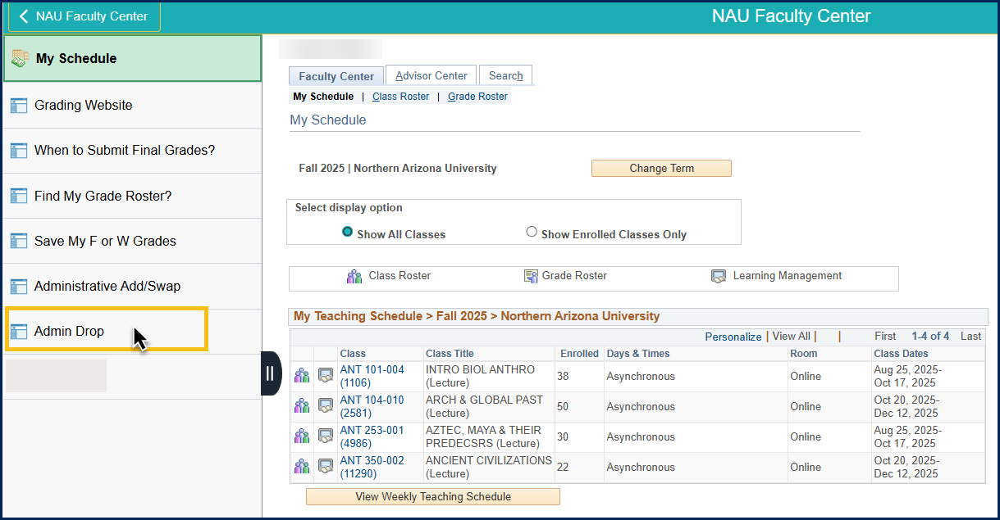 NAU Faculty Center
NAU Faculty Center
My Schedule
Grading Website
When to Submit Final Grades?
Find My Grade Roster?
Save My F or W Grades
Administrative Add/Swap
Admin Drop
Faculty Center
Advisor Center
Search
My Schedule | Class Roster | Grade Roster
My Schedule
Fall 2025 | Northern Arizona University
Change Term
Select display option
Show All Classes
Show Enrolled Classes Only
Class Roster
Grade Roster
Learning Management
My Teaching Schedule > Fall 2025 > Northern Arizona University
Personalize | View All | | First 1-4 of 4 Last
Class Class Title Enrolled Days & Times Room Class Dates
ANT 101-004 INTRO BIOL ANTHRO 38 Asynchronous Online Aug 25, 2025-
(1106) (Lecture) Oct 17, 2025
ANT 104-010 ARCH & GLOBAL PAST 50 Asynchronous Online Oct 20, 2025-
(2581) (Lecture) Dec 12, 2025
ANT 253-001 AZTEC, MAYA & THEIR 30 Asynchronous Online Aug 25, 2025-
(4986) PREDECSRS (Lecture) Oct 17, 2025
ANT 350-002 ANCIENT CIVILIZATIONS 22 Asynchronous Online Oct 20, 2025-
(11290) (Lecture) Dec 12, 2025
View Weekly Teaching Schedule